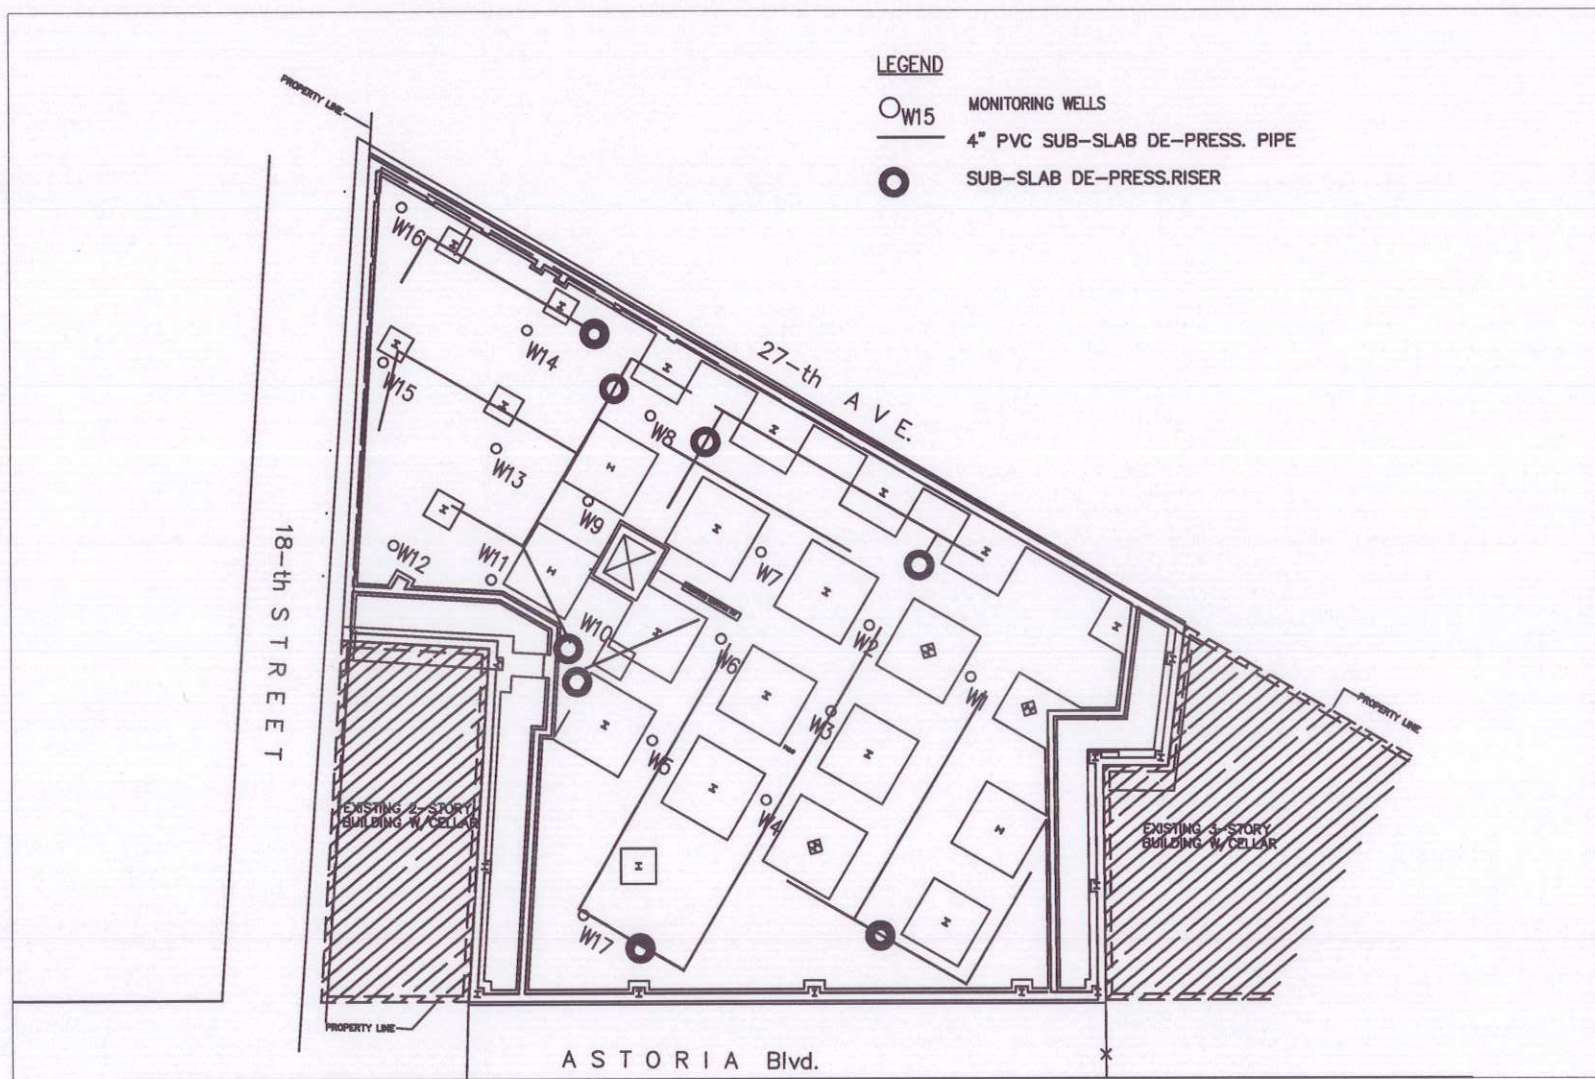 LEGEND
W15 MONITORING WELLS
4" PVC SUB-SLAB DE-PRESS. PIPE
SUB-SLAB DE-PRESS.RISER
PROPERTY LINE
W16
W14
W15
27-th AVE.
W8
W13
W9
W12
W11
W7
18-th STREET
W10
W2
W6
W1
W3
PROPERTY LINE
W5
W4
EXISTING 2-STORY
BUILDING W/CELLAR
EXISTING 3-STORY
BUILDING W/CELLAR
W17
PROPERTY LINE
ASTORIA Blvd.